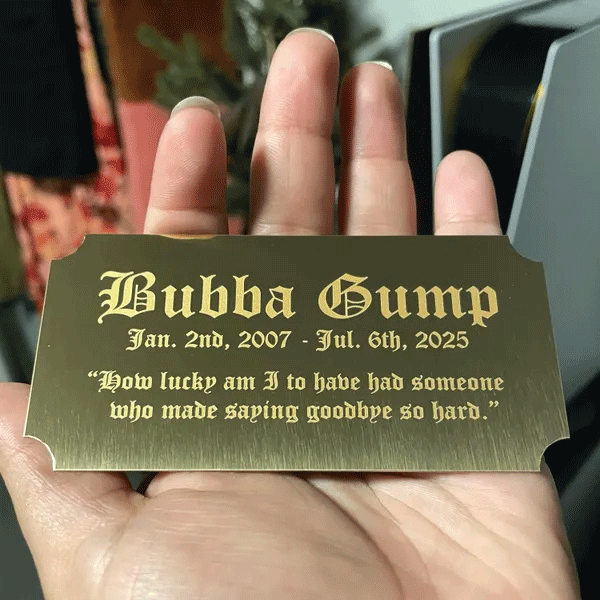 Bubba Gump
Jan. 2nd, 2007 - Jul. 6th, 2025
“How lucky am I to have had someone
who made saying goodbye so hard.”